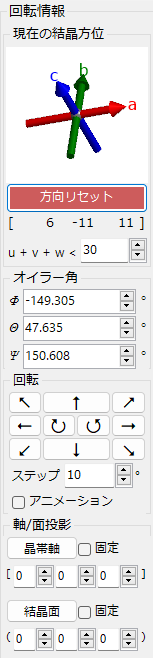 回転情報
現在の結晶方位
b
c
a
方向リセット
[ 6 -11 11 ]
u + v + w < 30
オイラー角
Φ -149.305 °
Θ 47.635 °
Ψ 150.608 °
回転
↖ ↑ ↗
← ↻ ↺ →
↙ ↓ ↘
ステップ 10 °
アニメーション
軸/面投影
晶帯軸 固定
[ 0 0 0 ]
結晶面 固定
( 0 0 0 )